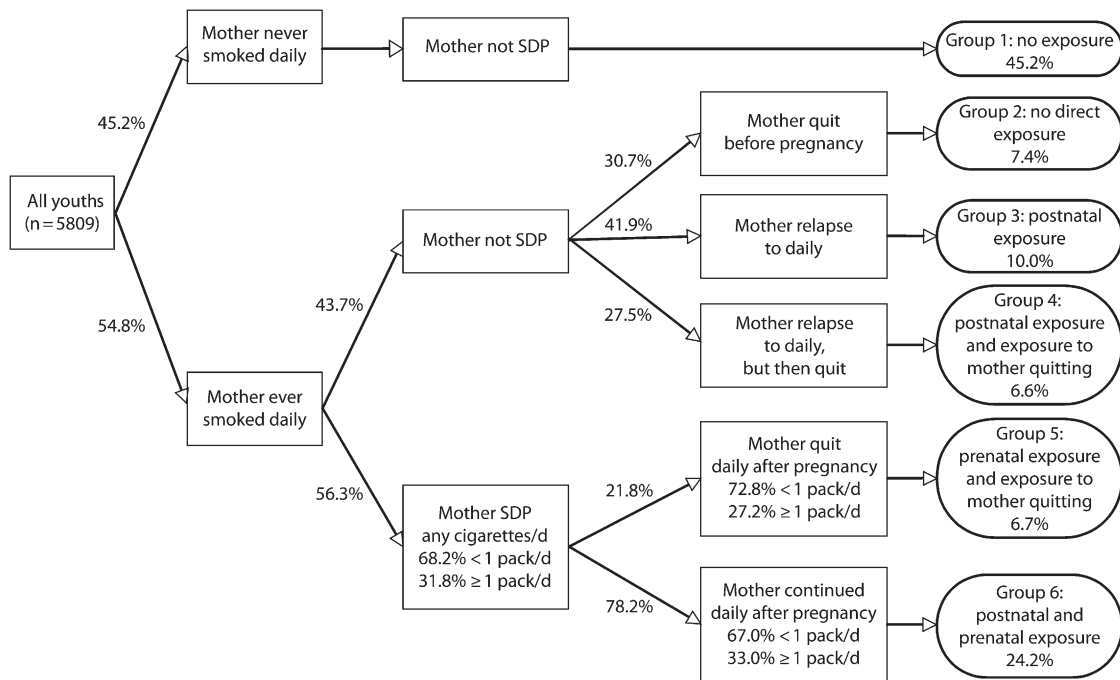 Mother never
smoked daily
Mother not SDP
Group 1: no exposure
45.2%
45.2%
All youths
(n = 5809)
54.8%
Mother ever
smoked daily
43.7%
56.3%
Mother not SDP
30.7%
41.9%
27.5%
Mother quit
before pregnancy
Group 2: no direct
exposure
7.4%
Mother relapse
to daily
Group 3: postnatal
exposure
10.0%
Mother relapse
to daily,
but then quit
Group 4:
postnatal exposure
and exposure to
mother quitting
6.6%
Mother SDP
any cigarettes/d
68.2% < 1 pack/d
31.8% ≥ 1 pack/d
21.8%
78.2%
Mother quit
daily after pregnancy
72.8% < 1 pack/d
27.2% ≥ 1 pack/d
Group 5:
prenatal exposure
and exposure to
mother quitting
6.7%
Mother continued
daily after pregnancy
67.0% < 1 pack/d
33.0% ≥ 1 pack/d
Group 6:
postnatal and
prenatal exposure
24.2%